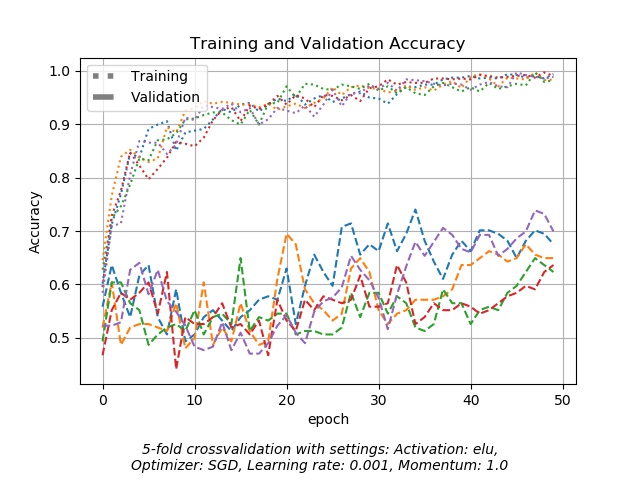 Training and Validation Accuracy
Training
Validation
1.0
0.9
0.8
0.7
0.6
0.5
Accuracy
0 10 20 30 40 50
epoch
5-fold crossvalidation with settings: Activation: elu,
Optimizer: SGD, Learning rate: 0.001, Momentum: 1.0